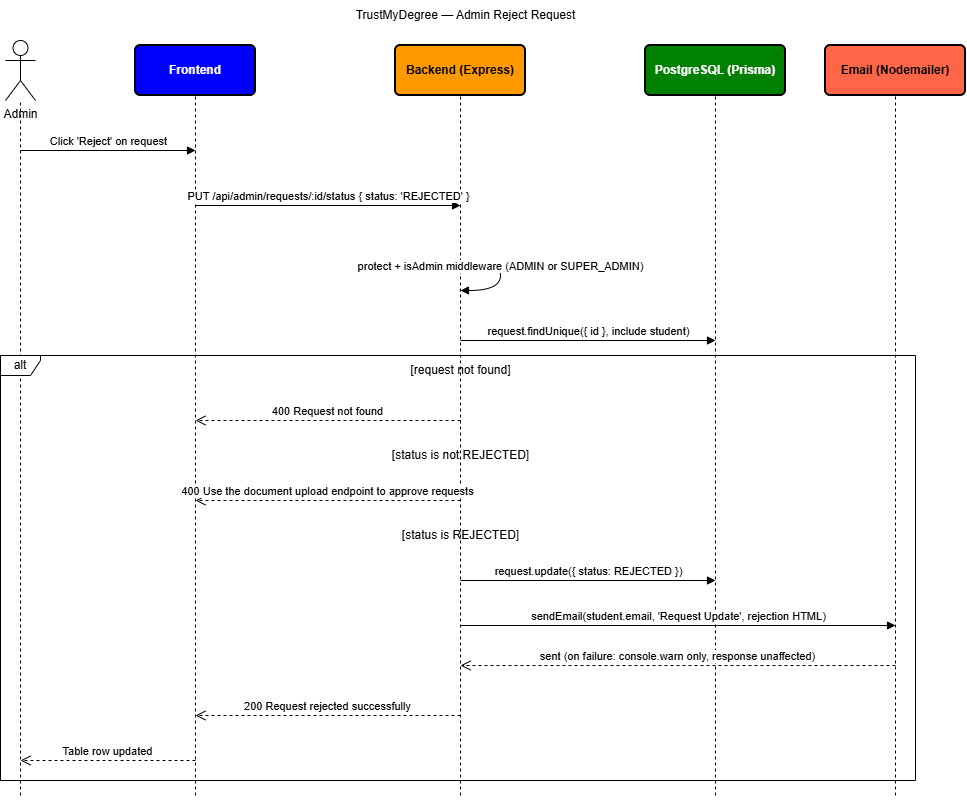 TrustMyDegree — Admin Reject Request
Admin
Frontend
Backend (Express)
PostgreSQL (Prisma)
Email (Nodemailer)
Click 'Reject' on request
PUT /api/admin/requests/:id/status { status: 'REJECTED' }
protect + isAdmin middleware (ADMIN or SUPER_ADMIN)
request.findUnique({ id }, include student)
alt
[request not found]
400 Request not found
[status is not REJECTED]
400 Use the document upload endpoint to approve requests
[status is REJECTED]
request.update({ status: REJECTED })
sendEmail(student.email, 'Request Update', rejection HTML)
sent (on failure: console.warn only, response unaffected)
200 Request rejected successfully
Table row updated